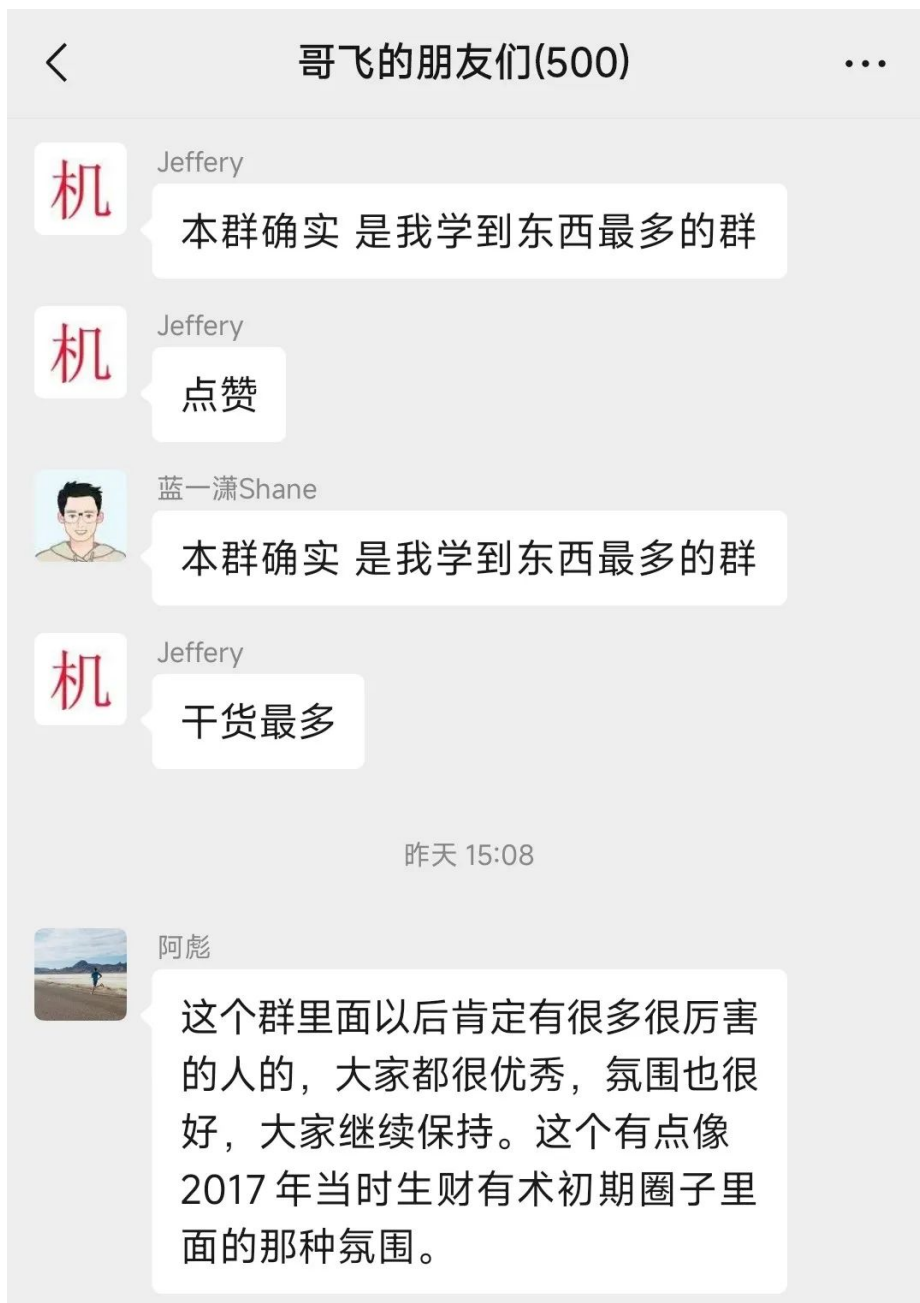 哥飞的朋友们(500)
机
Jeffery
本群确实 是我学到东西最多的群
机
Jeffery
点赞
蓝一潇Shane
本群确实 是我学到东西最多的群
机
Jeffery
干货最多
昨天 15:08
阿彪
这个群里面以后肯定有很多很厉害
的人的，大家都很优秀，氛围也很
好，大家继续保持。这个有点像
2017 年当时生财有术初期圈子里
面的那种氛围。